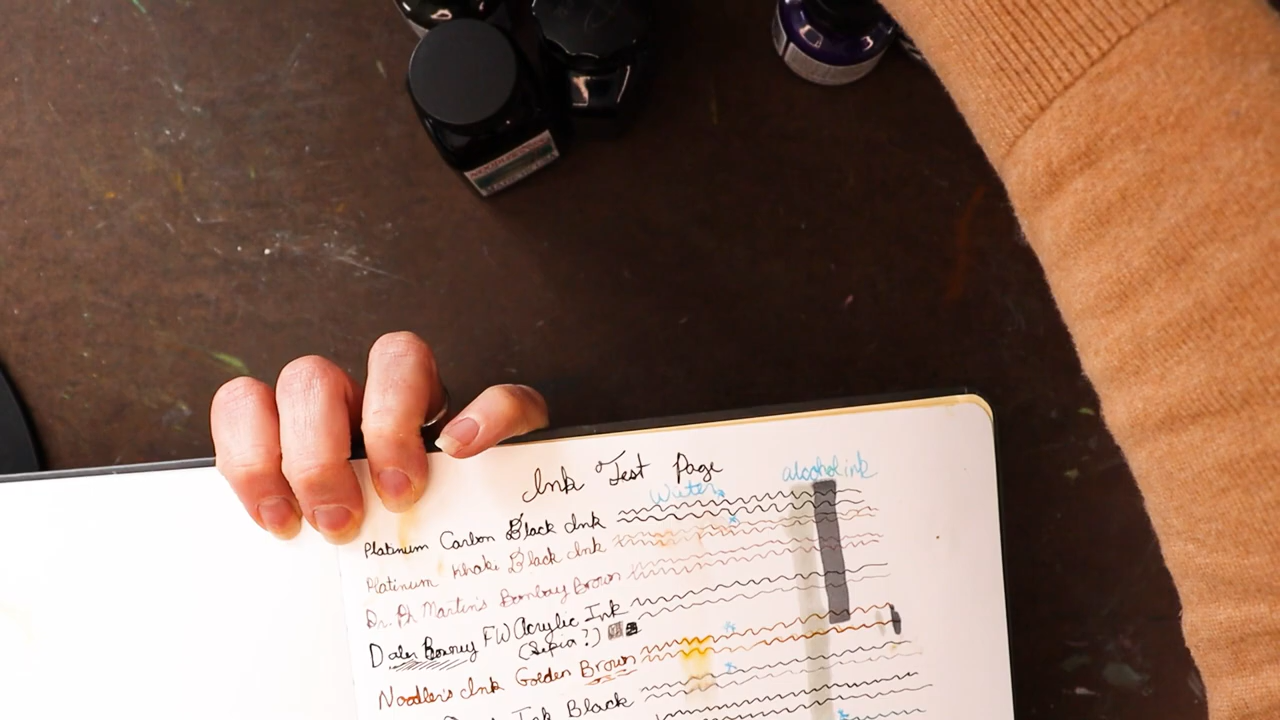 Ink Test Page
Water
alcohol ink
Platinum Carbon Black Ink
Platinum Khaki Black Ink
Dr. Ph Martin's Bombay Brown
Daler Rowney FW Acrylic Ink
(Sepia?)
Noodler's Ink Golden Brown
Ink Black